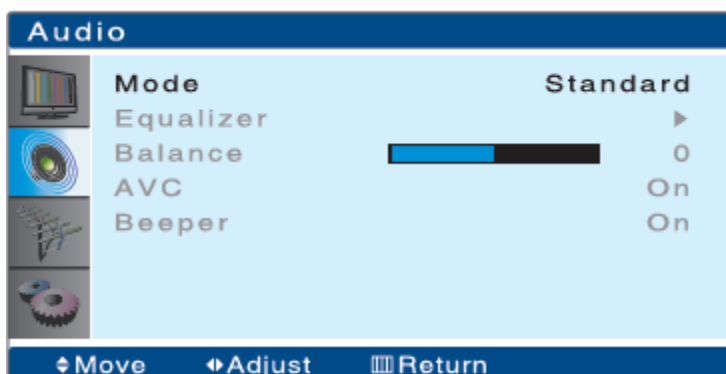 Audio
Mode Standard
Equalizer
Balance 0
AVC On
Beeper On
Move Adjust Return